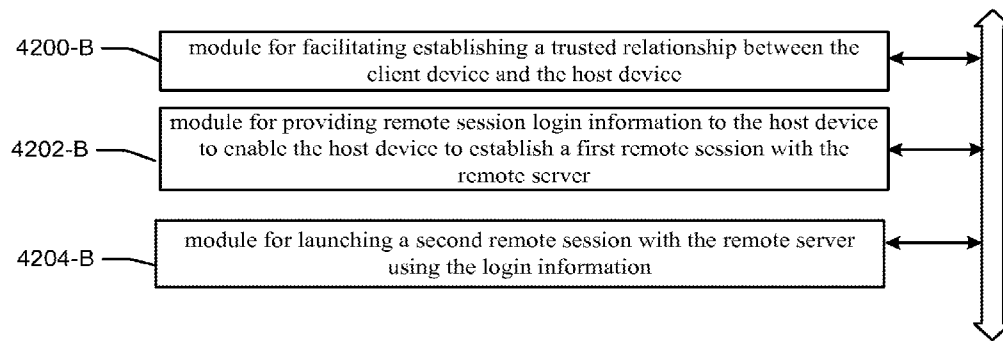 4200-B
module for facilitating establishing a trusted relationship between the
client device and the host device
4202-B
module for providing remote session login information to the host device
to enable the host device to establish a first remote session with the
remote server
4204-B
module for launching a second remote session with the remote server
using the login information